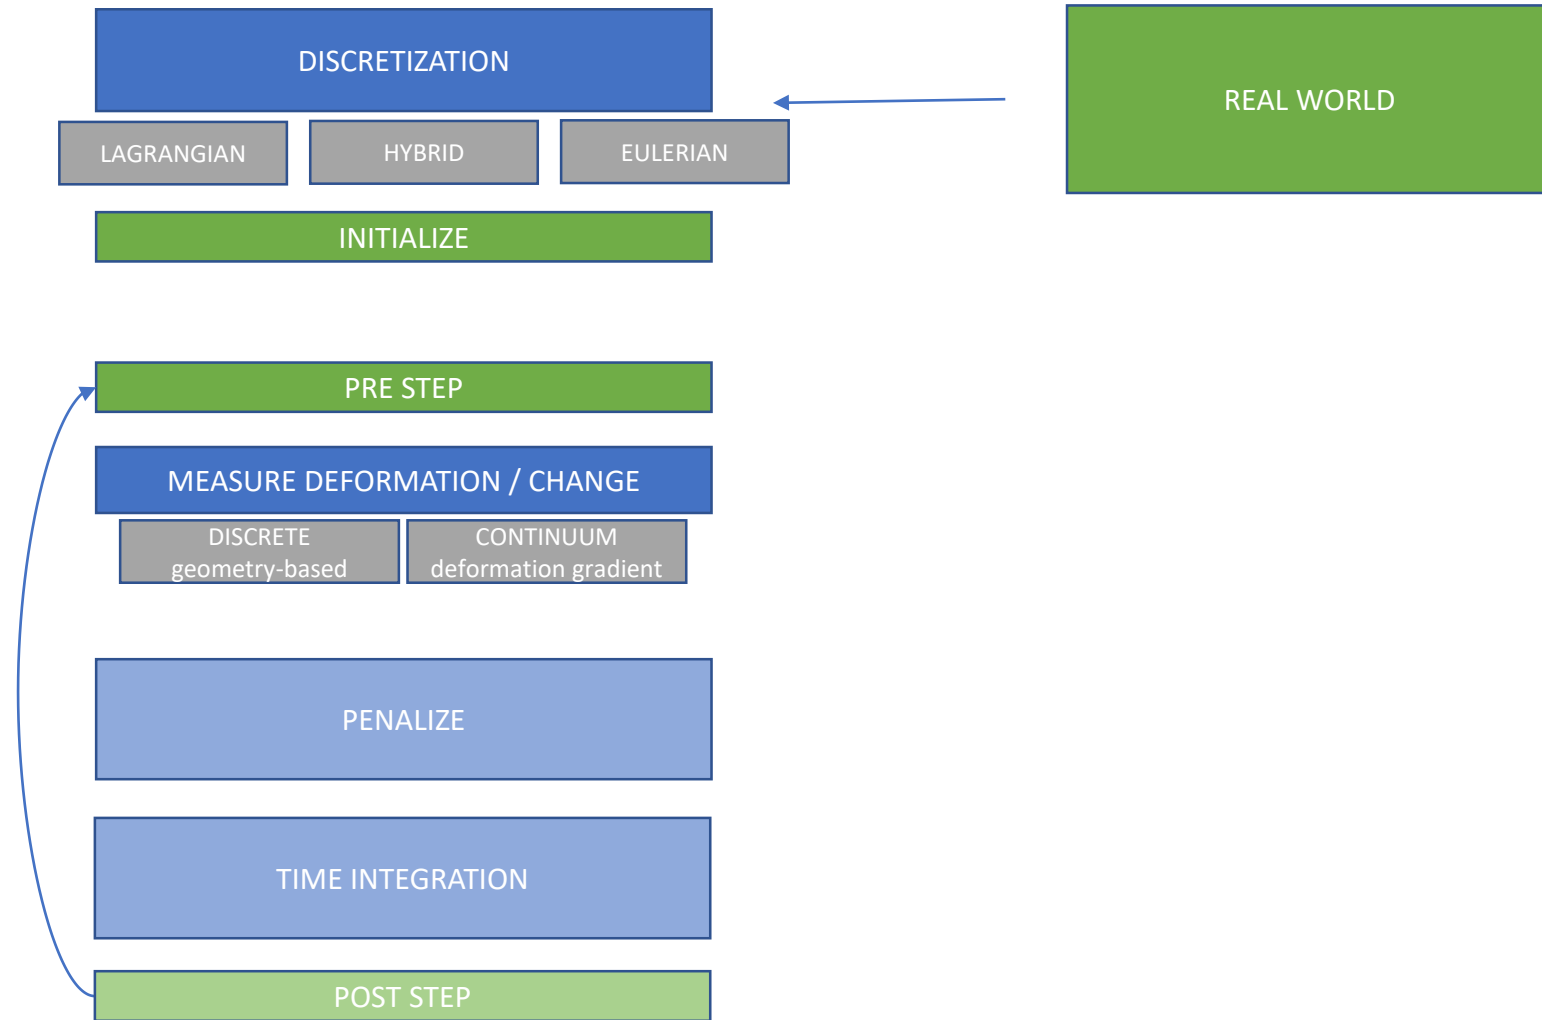 DISCRETIZATION
REAL WORLD
LAGRANGIAN
HYBRID
EULERIAN
INITIALIZE
PRE STEP
MEASURE DEFORMATION / CHANGE
DISCRETE
geometry-based
CONTINUUM
deformation gradient
PENALIZE
TIME INTEGRATION
POST STEP